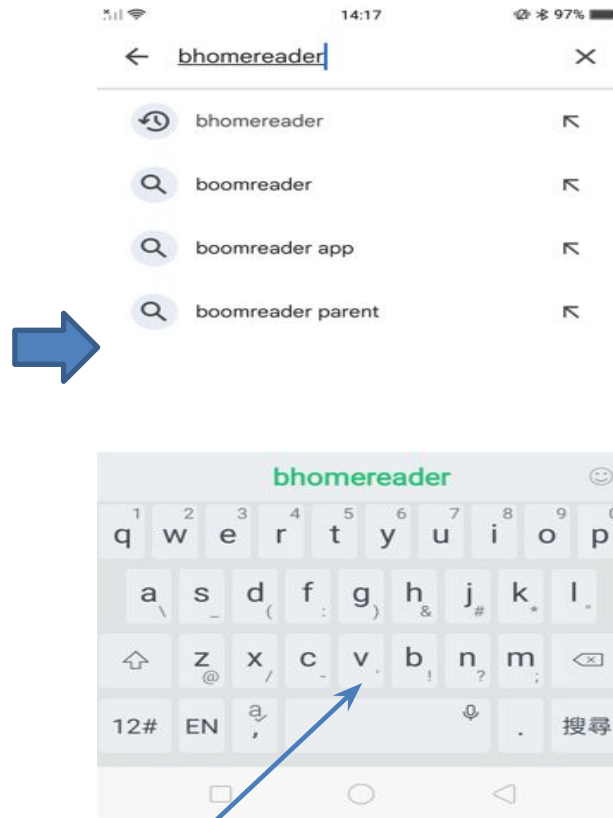 14:17 97%
bhomereader
bhomereader
boomreader
boomreader app
boomreader parent
bhomereader
1 2 3 4 5 6 7 8 9 0
q w e r t y u i o p
a \ s _ d ( f : g ) h & j # k * l "
z @ x / c - v ' b ! n ? m ;
12# EN , . 搜尋